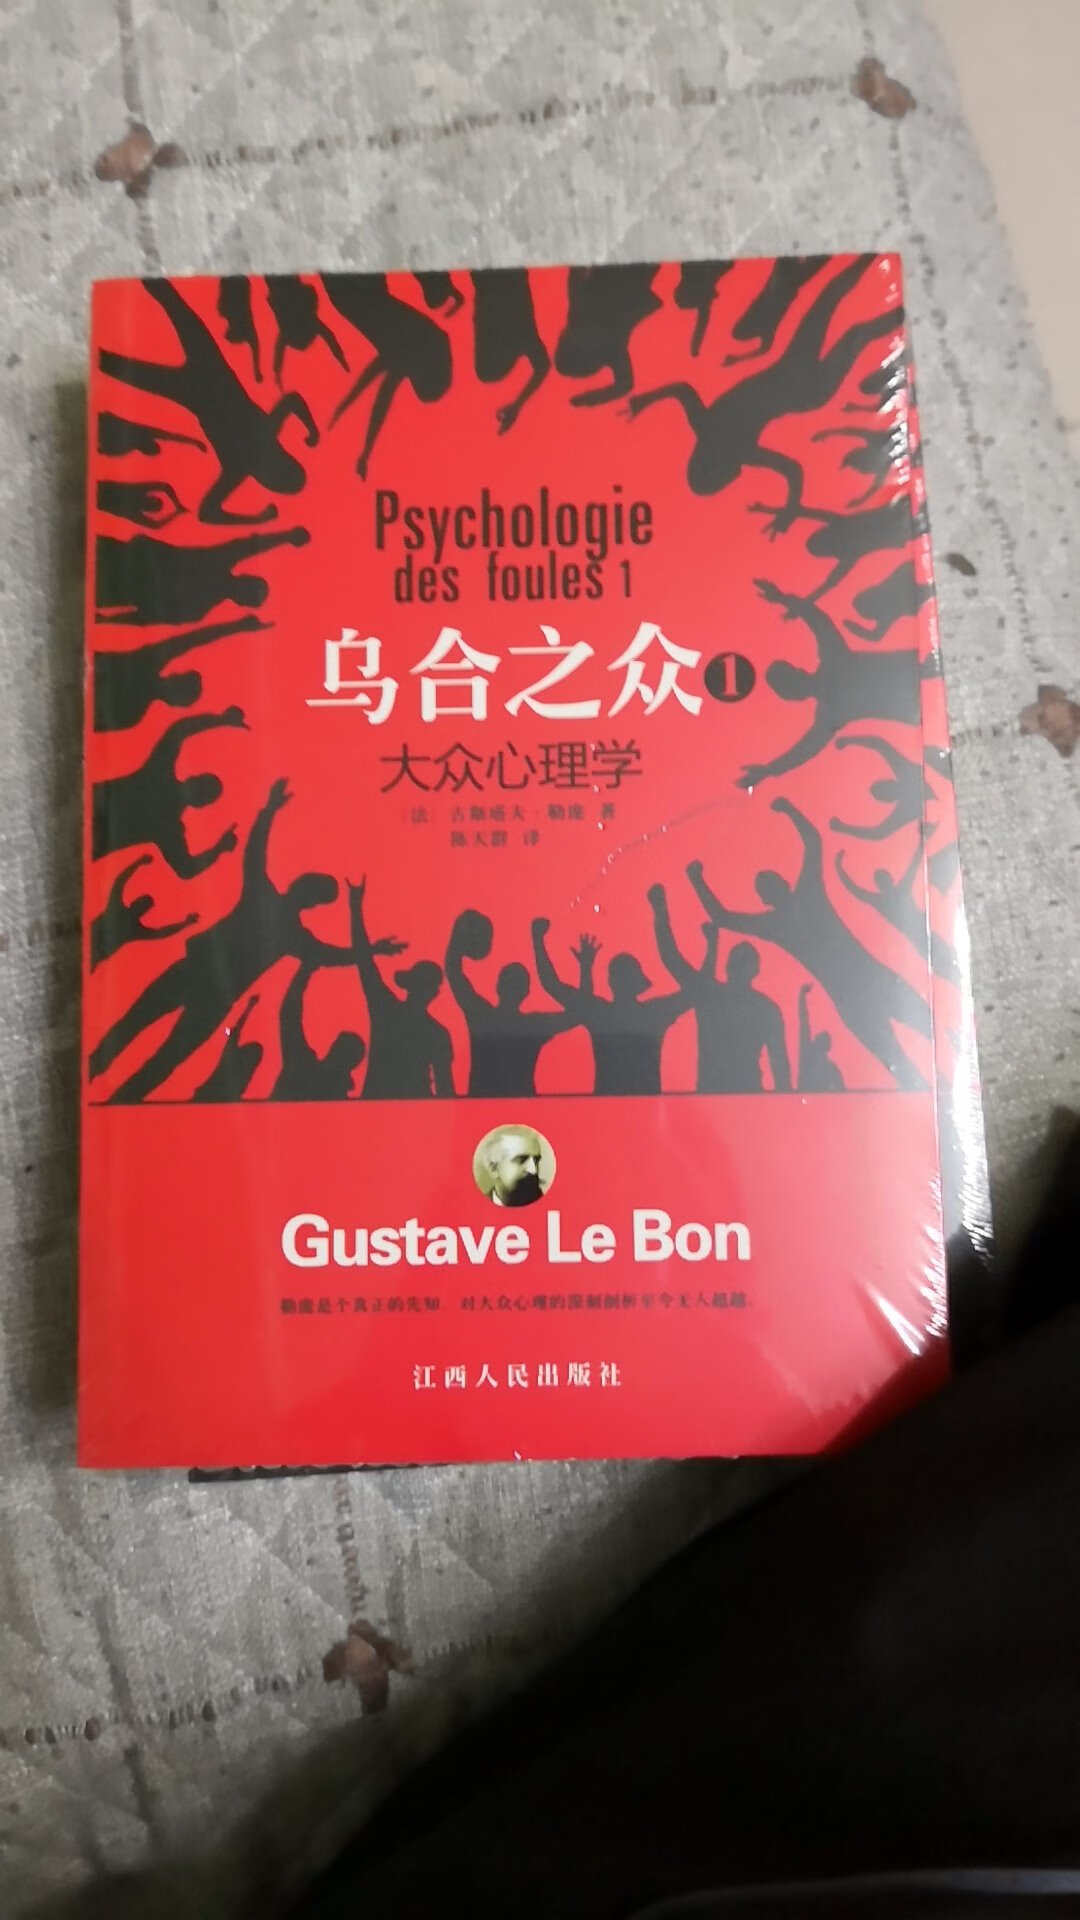 Psychologie
des foules 1
乌合之众1
大众心理学
〔法〕古斯塔夫·勒庞 著
陈天群 译
Gustave Le Bon
勒庞是个真正的先知，对大众心理的深刻剖析至今无人超越。
江西人民出版社